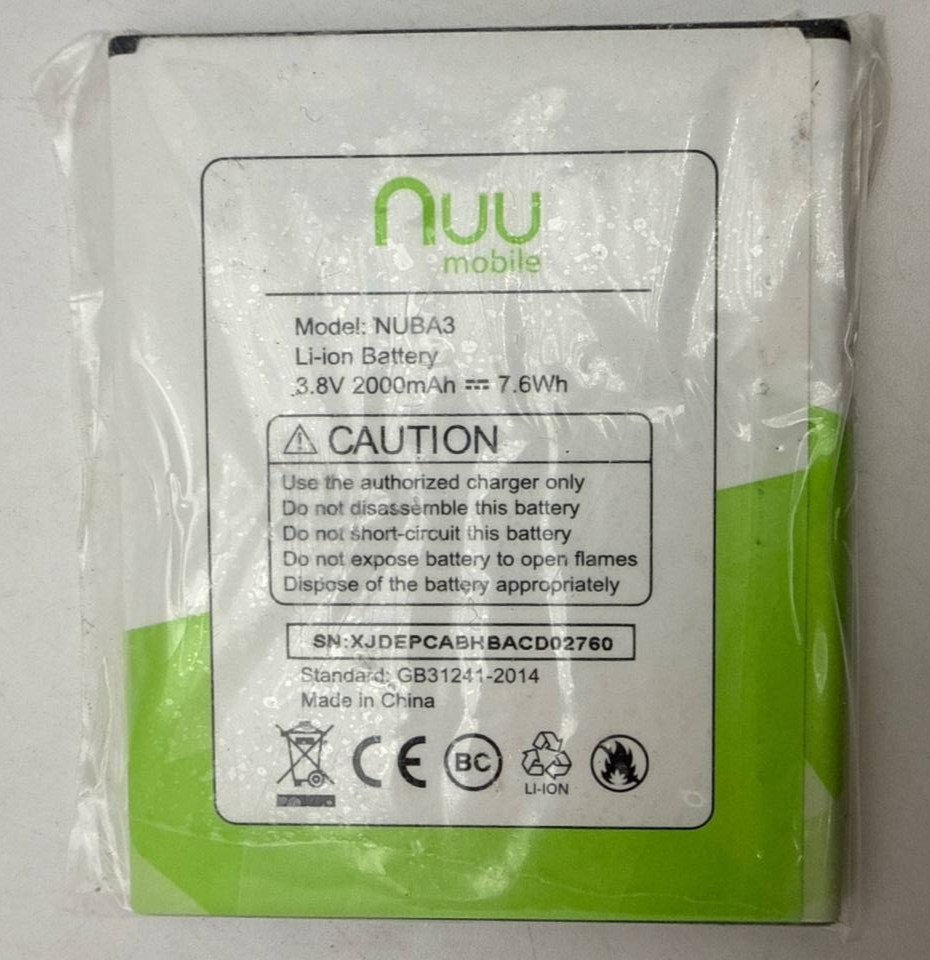 nuu
mobile
Model: NUBA3
Li-ion Battery
3.8V 2000mAh ⎓ 7.6Wh
⚠ CAUTION
Use the authorized charger only
Do not disassemble this battery
Do not short-circuit this battery
Do not expose battery to open flames
Dispose of the battery appropriately
SN:XJDEPCABHBACD02760
Standard: GB31241-2014
Made in China
CE BC
LI-ION